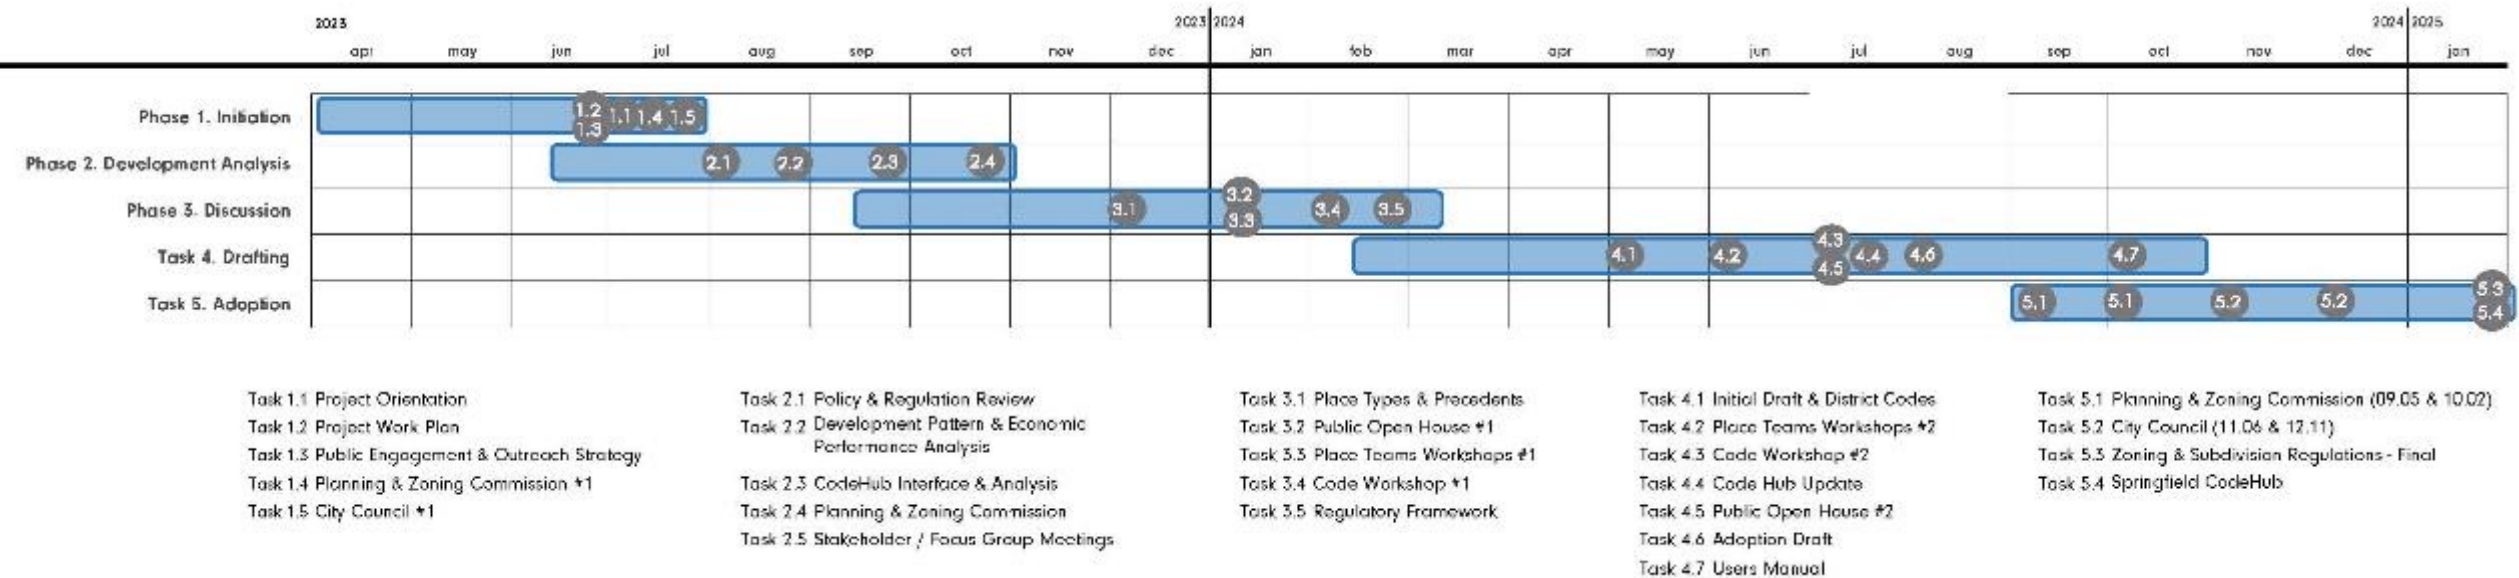 2023 2023 2024 2024 2025
apr may jun jul aug sep oct nov dec jan feb mar apr may jun jul aug sep oct nov dec jan
Phase 1. Initiation 1.2 1.3 1.1 1.4 1.5
Phase 2. Development Analysis 2.1 2.2 2.3 2.4
Phase 3. Discussion 3.1 3.2 3.3 3.4 3.5
Task 4. Drafting 4.1 4.2 4.3 4.5 4.4 4.6 4.7
Task 5. Adoption 5.1 5.1 5.2 5.2 5.3 5.4
Task 1.1 Project Orientation
Task 1.2 Project Work Plan
Task 1.3 Public Engagement & Outreach Strategy
Task 1.4 Planning & Zoning Commission #1
Task 1.5 City Council #1
Task 2.1 Policy & Regulation Review
Task 2.2 Development Pattern & Economic
Performance Analysis
Task 2.3 CodeHub Interface & Analysis
Task 2.4 Planning & Zoning Commission
Task 2.5 Stakeholder / Focus Group Meetings
Task 3.1 Place Types & Precedents
Task 3.2 Public Open House #1
Task 3.3 Place Teams Workshops #1
Task 3.4 Code Workshop #1
Task 3.5 Regulatory Framework
Task 4.1 Initial Draft & District Codes
Task 4.2 Place Teams Workshops #2
Task 4.3 Code Workshop #2
Task 4.4 Code Hub Update
Task 4.5 Public Open House #2
Task 4.6 Adoption Draft
Task 4.7 Users Manual
Task 5.1 Planning & Zoning Commission (09.05 & 10.02)
Task 5.2 City Council (11.06 & 12.11)
Task 5.3 Zoning & Subdivision Regulations - Final
Task 5.4 Springfield CodeHub